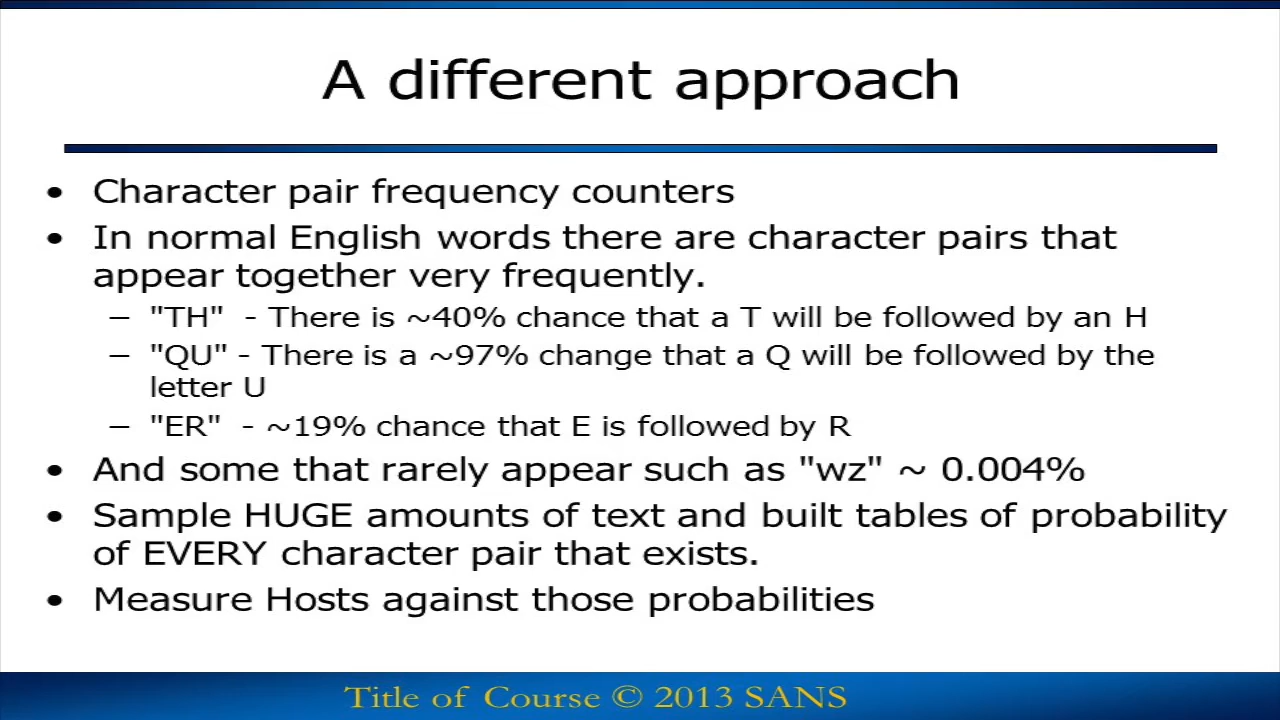 A different approach
• Character pair frequency counters
• In normal English words there are character pairs that
appear together very frequently.
– "TH"  - There is ~40% chance that a T will be followed by an H
– "QU" - There is a ~97% change that a Q will be followed by the
letter U
– "ER"  - ~19% chance that E is followed by R
• And some that rarely appear such as "wz" ~ 0.004%
• Sample HUGE amounts of text and built tables of probability
of EVERY character pair that exists.
• Measure Hosts against those probabilities
Title of Course © 2013 SANS